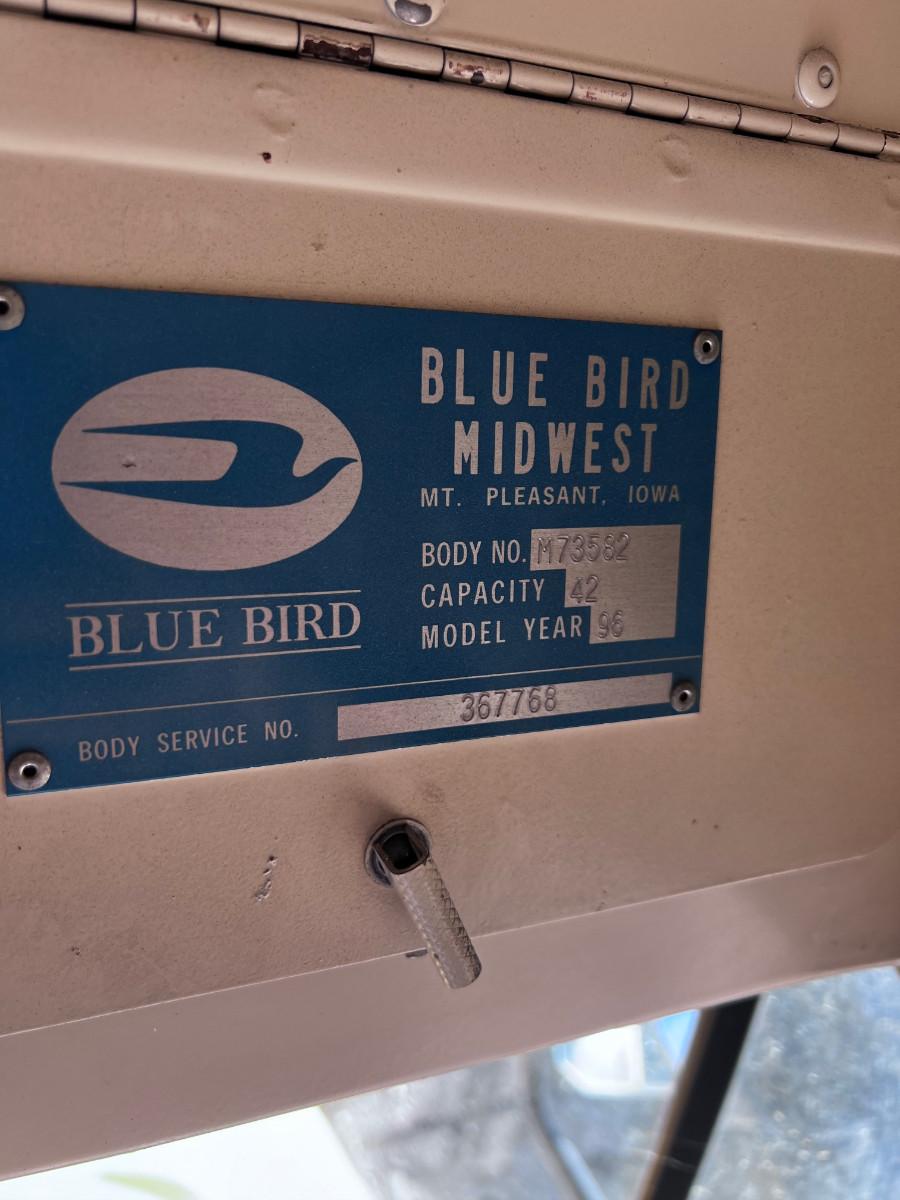 BLUE BIRD
BLUE BIRD
MIDWEST
MT. PLEASANT, IOWA
BODY NO. M73582
CAPACITY 42
MODEL YEAR 96
BODY SERVICE NO. 367768